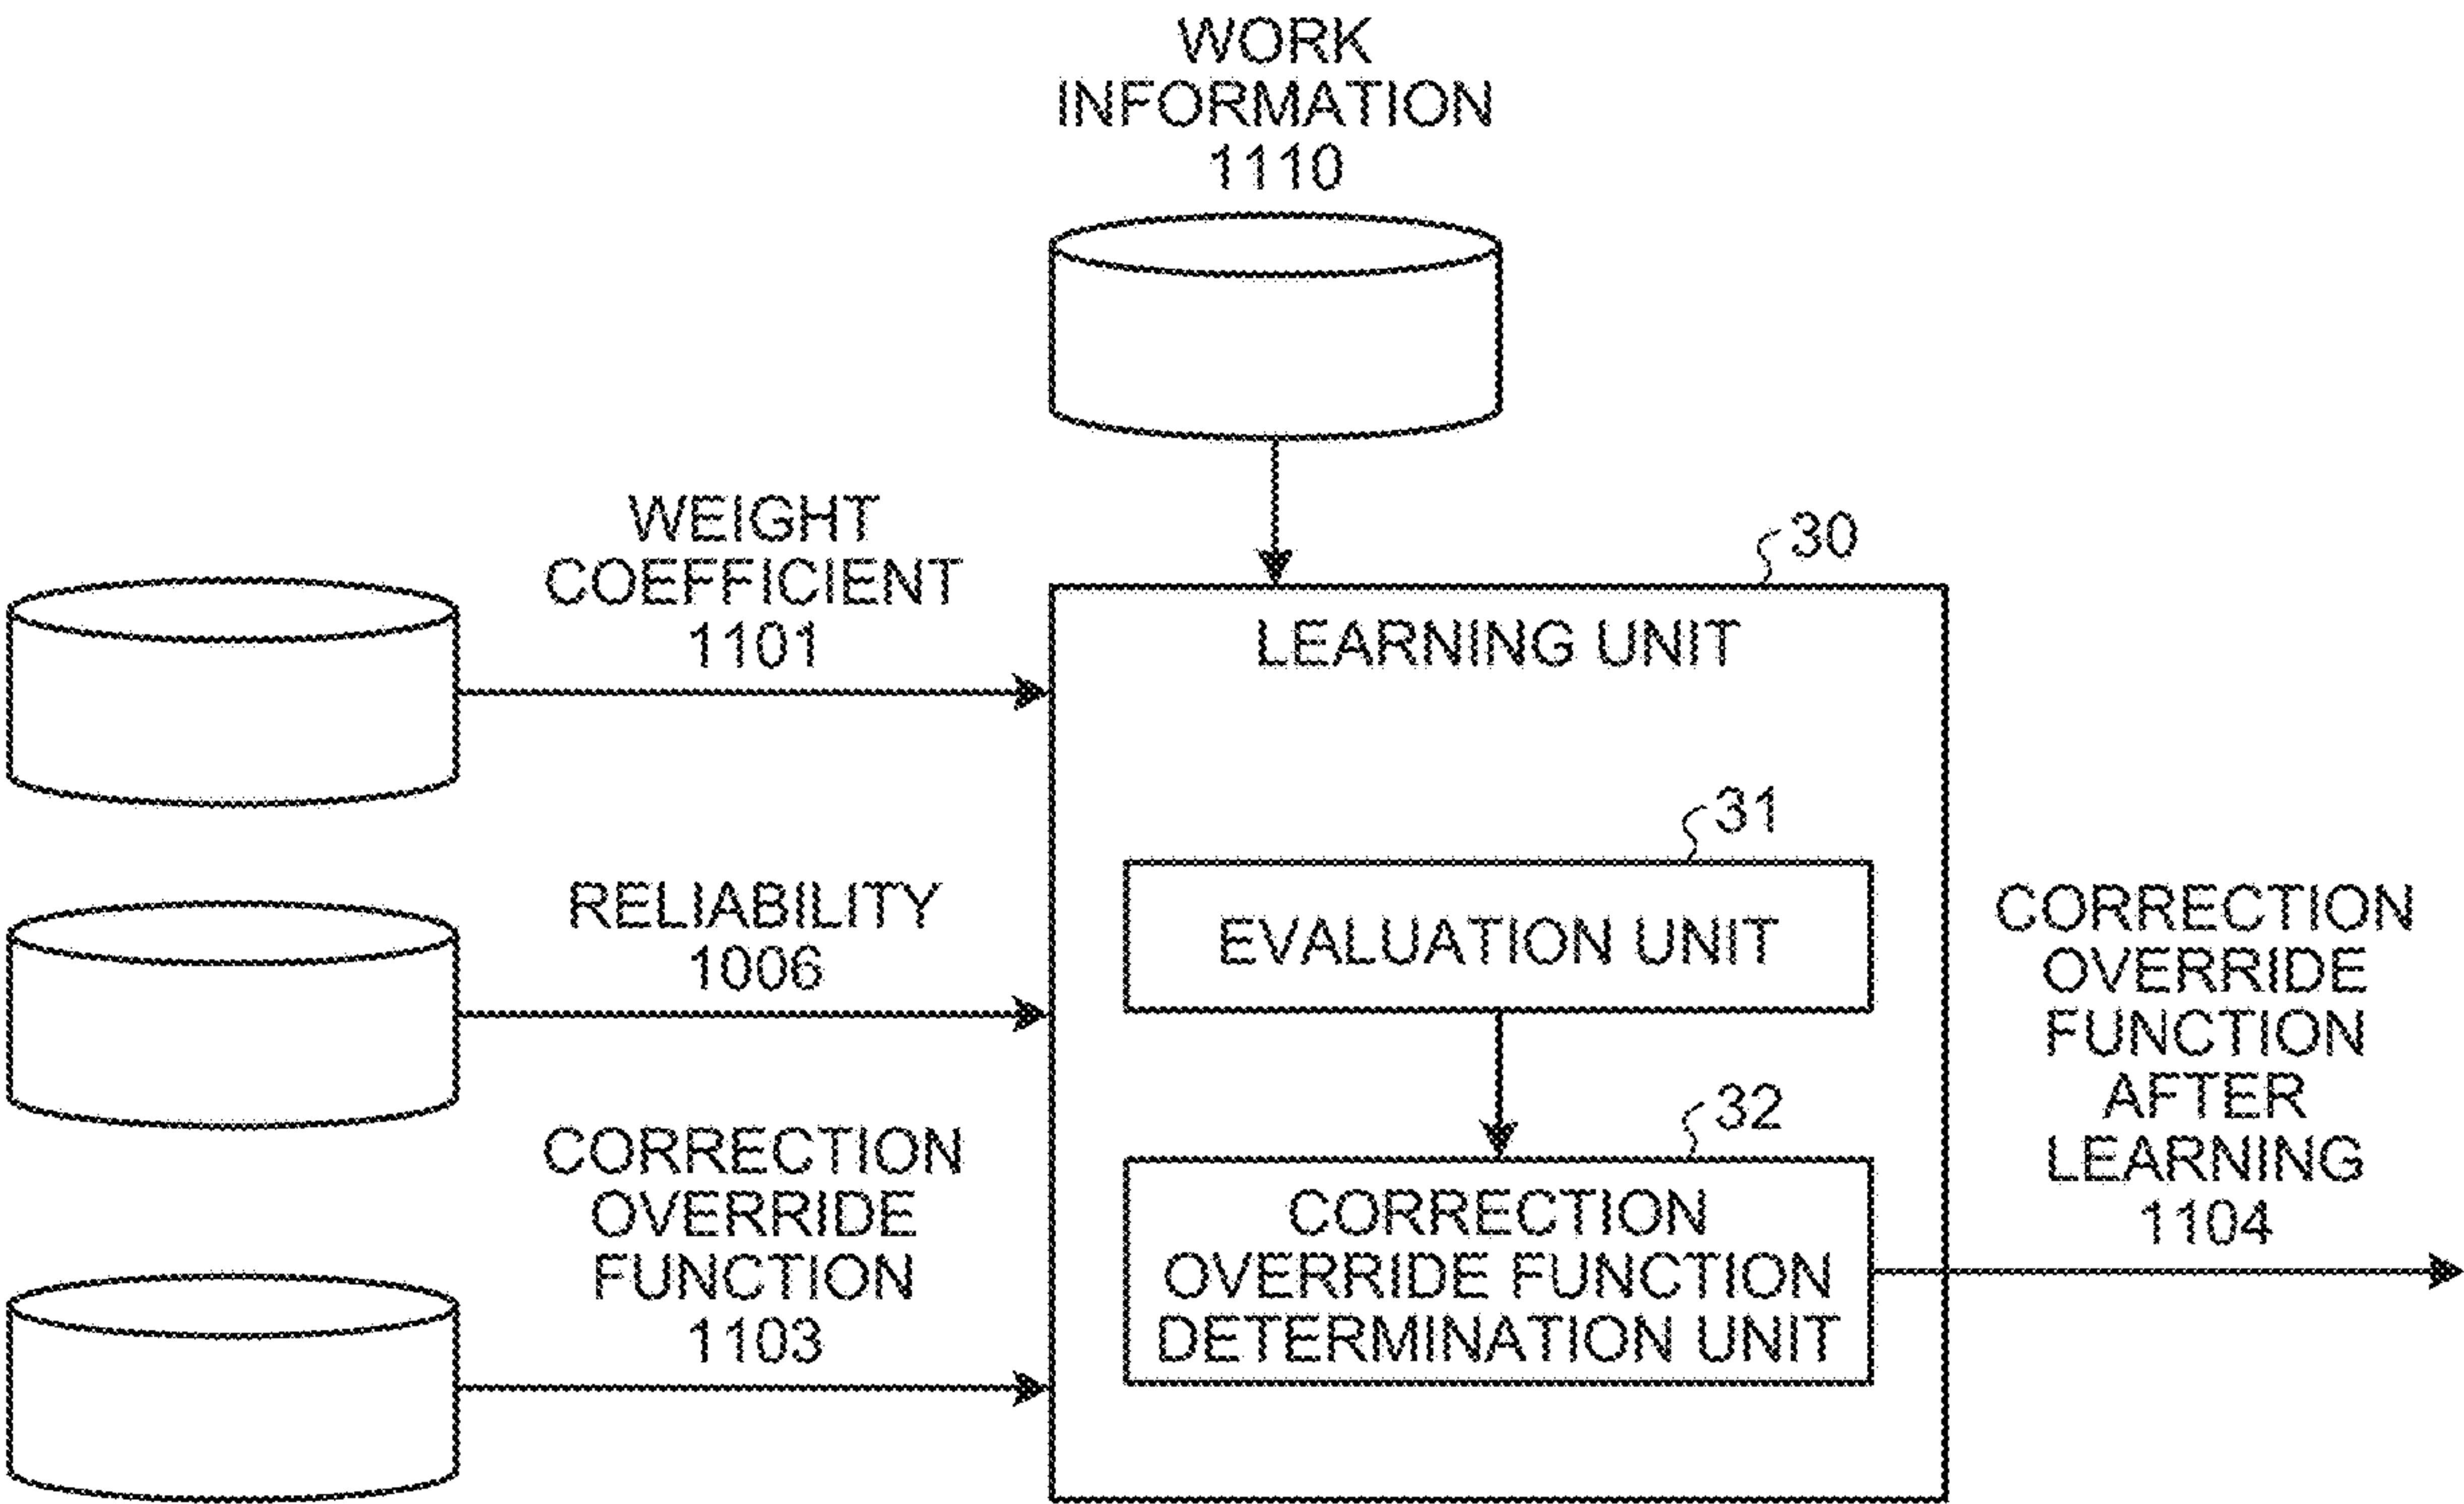 WORK
INFORMATION
1110
WEIGHT
COEFFICIENT
1101
30
LEARNING UNIT
31
RELIABILITY
1006
EVALUATION UNIT
CORRECTION
OVERRIDE
FUNCTION
1103
32
CORRECTION
OVERRIDE FUNCTION
DETERMINATION UNIT
CORRECTION
OVERRIDE
FUNCTION
AFTER
LEARNING
1104